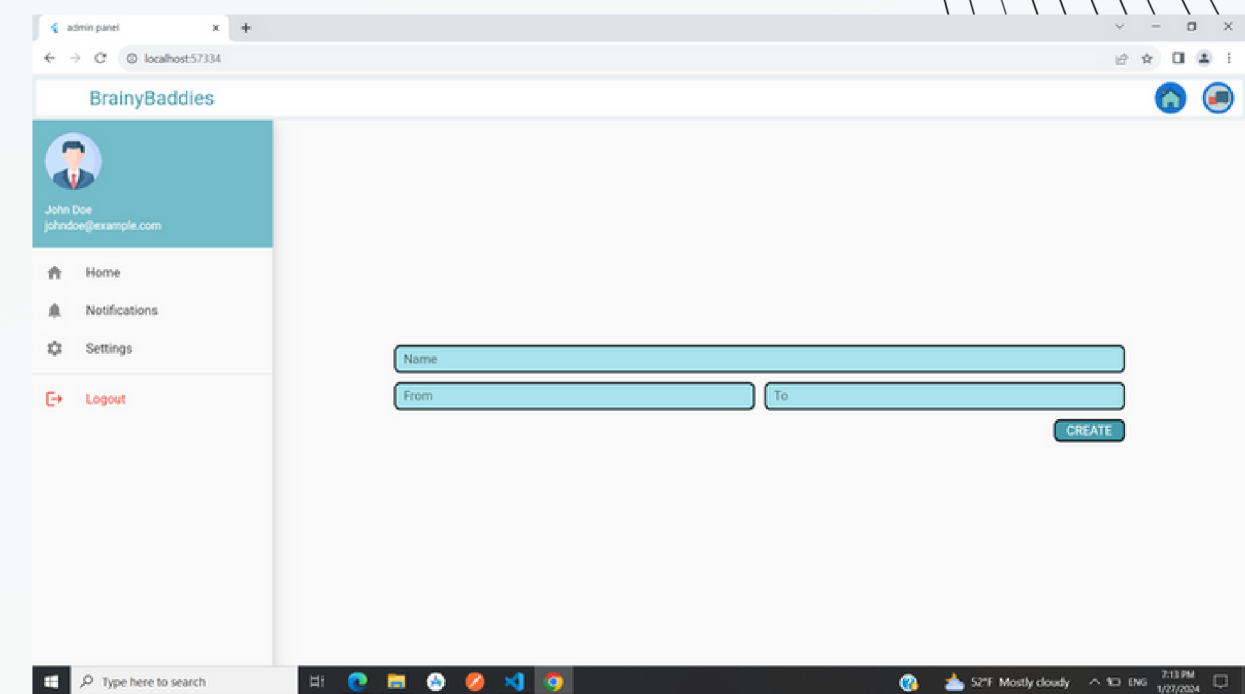 admin panel
localhost:57334
BrainyBaddies
John Doe
johndoe@example.com
Home
Notifications
Settings
Logout
Name
From
To
CREATE
Type here to search
52°F Mostly cloudy
ENG
7:13 PM
1/27/2024